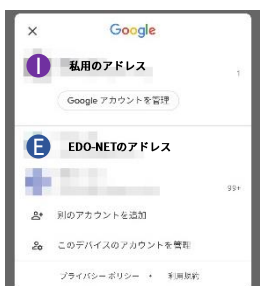 × Google
I 私用のアドレス 1
Google アカウントを管理
E EDO-NETのアドレス
99+
別のアカウントを追加
このデバイスのアカウントを管理
プライバシー ポリシー ・ 利用規約